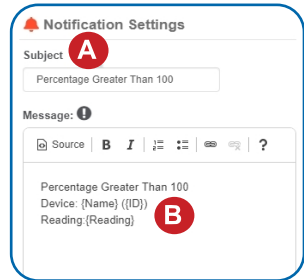 Notification Settings
Subject A
Percentage Greater Than 100
Message: !
Source B I ?
Percentage Greater Than 100
Device: {Name} ({ID})
Reading:{Reading} B